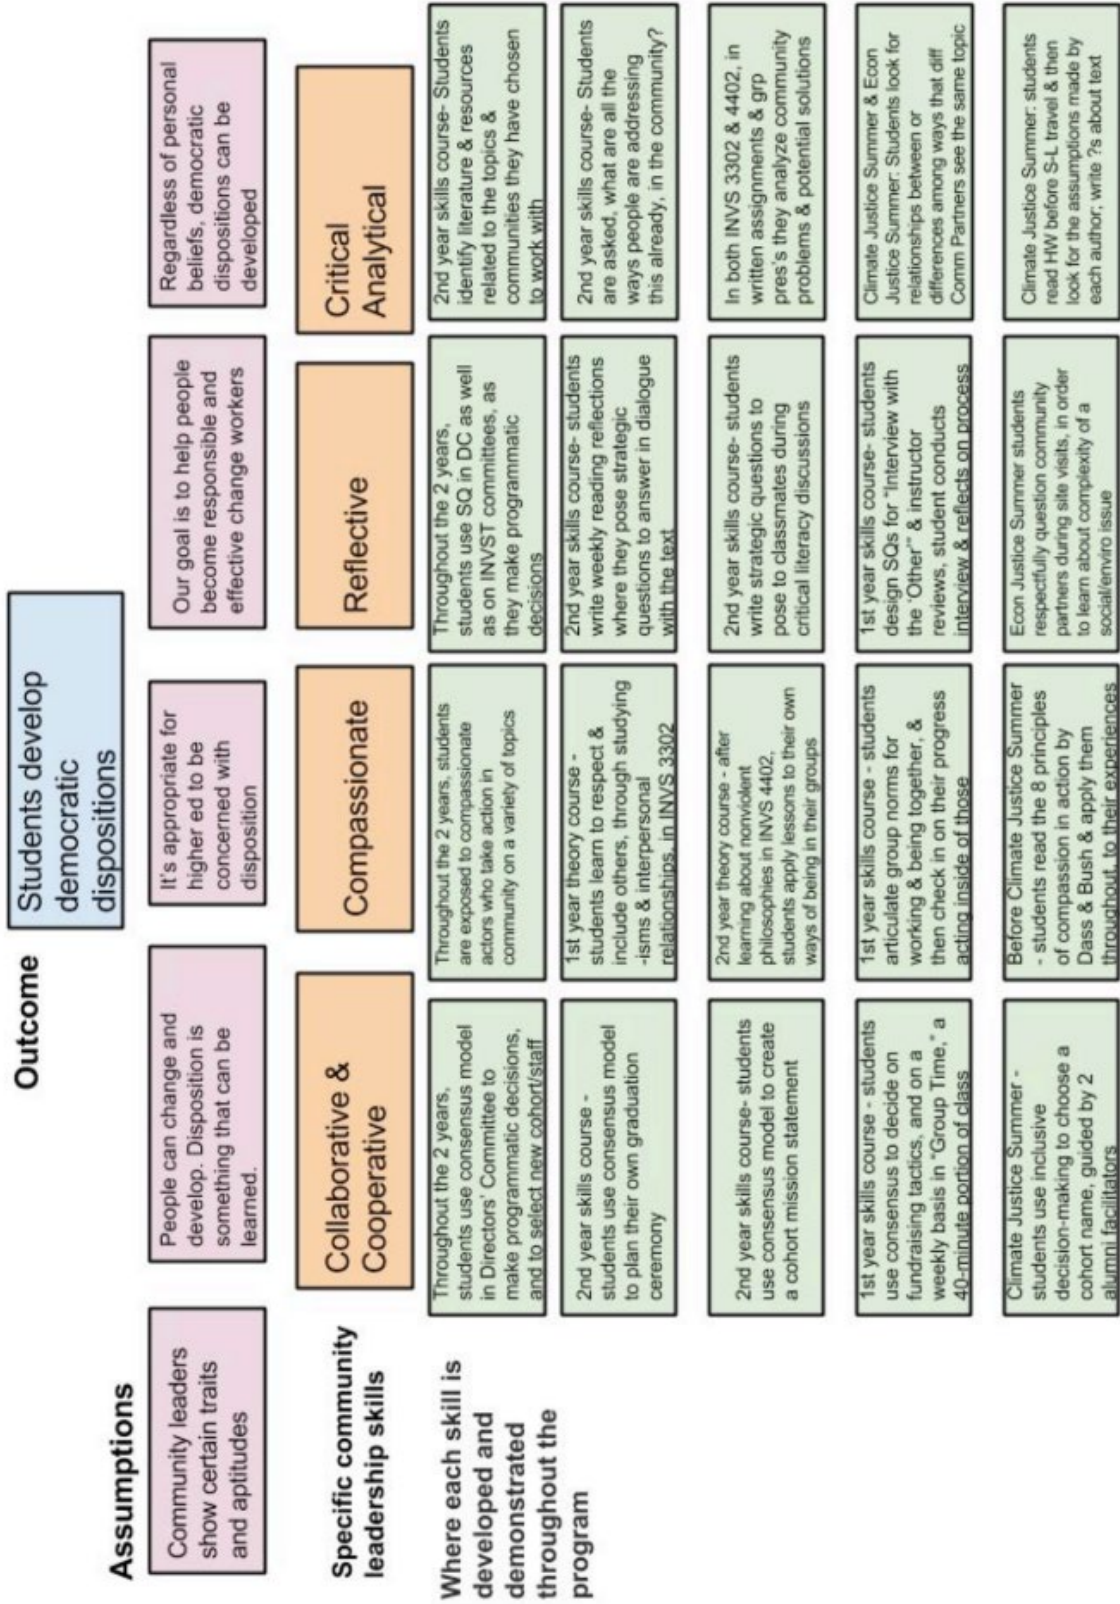 Outcome
Students develop
democratic
dispositions
Assumptions
Community leaders
show certain traits
and aptitudes
People can change and
develop. Disposition is
something that can be
learned.
It's appropriate for
higher ed to be
concerned with
disposition
Our goal is to help people
become responsible and
effective change workers
Regardless of personal
beliefs, democratic
dispositions can be
developed
Specific community
leadership skills
Collaborative &
Cooperative
Compassionate
Reflective
Critical
Analytical
Where each skill is
developed and
demonstrated
throughout the
program
Throughout the 2 years,
students use consensus model
in Directors' Committee to
make programmatic decisions,
and to select new cohort/staff
Throughout the 2 years, students
are exposed to compassionate
actors who take action in
community on a variety of topics
Throughout the 2 years,
students use SQ in DC as well
as on INVST committees, as
they make programmatic
decisions
2nd year skills course- Students
identify literature & resources
related to the topics &
communities they have chosen
to work with
2nd year skills course -
students use consensus model
to plan their own graduation
ceremony
1st year theory course -
students learn to respect &
include others, through studying
-isms & interpersonal
relationships, in INVS 3302
2nd year skills course- students
write weekly reading reflections
where they pose strategic
questions to answer in dialogue
with the text
2nd year skills course- Students
are asked, what are all the
ways people are addressing
this already, in the community?
2nd year skills course- students
use consensus model to create
a cohort mission statement
2nd year theory course - after
learning about nonviolent
philosophies in INVS 4402,
students apply lessons to their own
ways of being in their groups
2nd year skills course- students
write strategic questions to
pose to classmates during
critical literacy discussions
In both INVS 3302 & 4402, in
written assignments & grp
pres's they analyze community
problems & potential solutions
1st year skills course - students
use consensus to decide on
fundraising tactics, and on a
weekly basis in "Group Time," a
40-minute portion of class
1st year skills course - students
articulate group norms for
working & being together, &
then check in on their progress
acting inside of those
1st year skills course- students
design SQs for "Interview with
the 'Other'" & instructor
reviews, student conducts
interview & reflects on process
Climate Justice Summer & Econ
Justice Summer: Students look for
relationships between or
differences among ways that diff
Comm Partners see the same topic
Climate Justice Summer -
students use inclusive
decision-making to choose a
cohort name, guided by 2
alumni facilitators
Before Climate Justice Summer
- students read the 8 principles
of compassion in action by
Dass & Bush & apply them
throughout, to their experiences
Econ Justice Summer students
respectfully question community
partners during site visits, in order
to learn about complexity of a
social/enviro issue
Climate Justice Summer: students
read HW before S-L travel & then
look for the assumptions made by
each author; write ?s about text